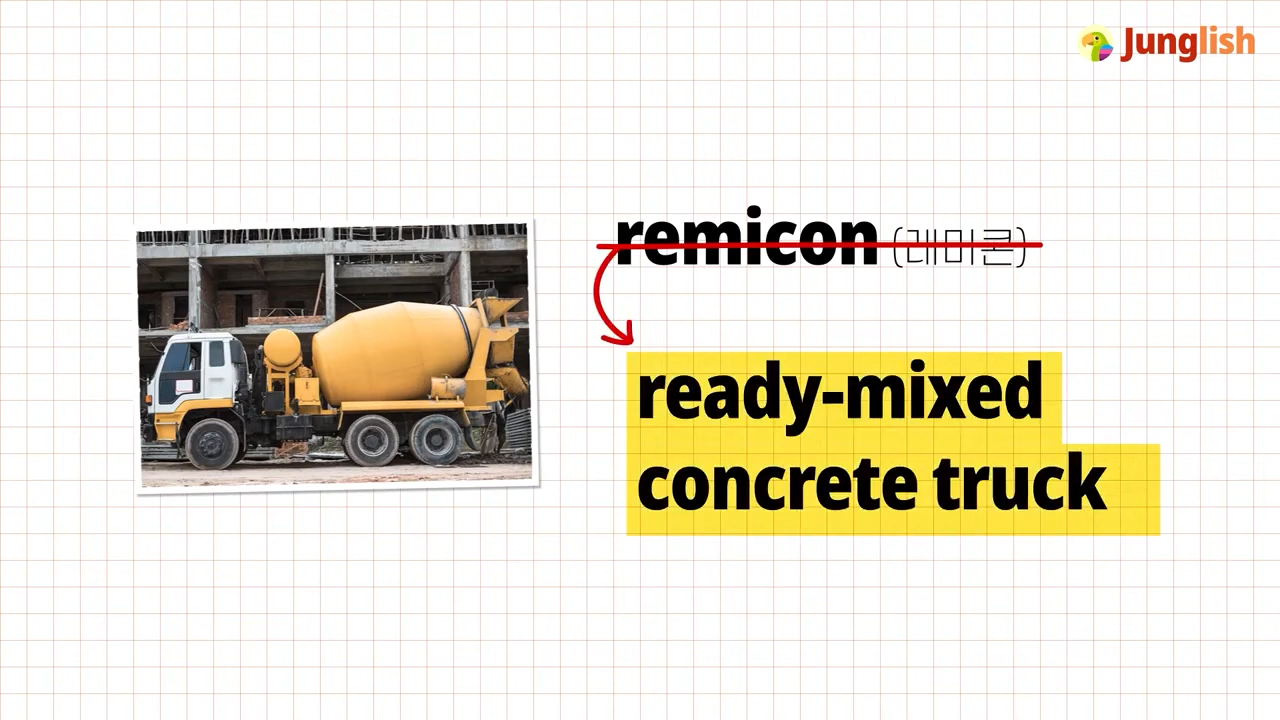 Junglish
remicon (레미콘)
ready-mixed
concrete truck